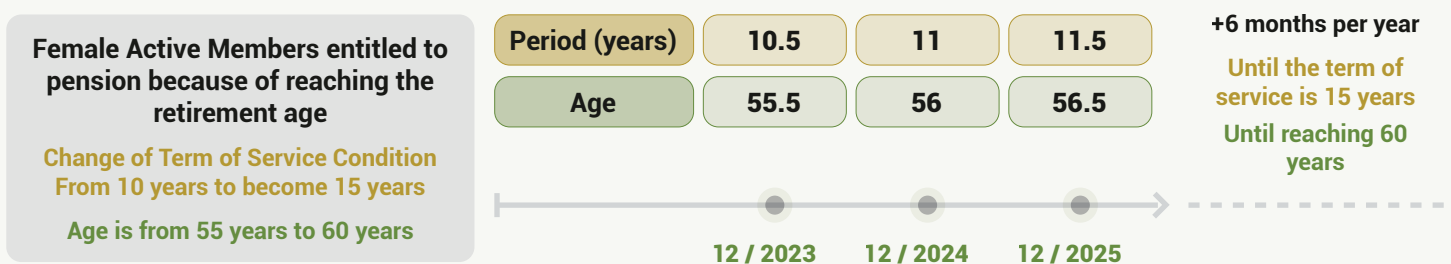 Female Active Members entitled to
pension because of reaching the
retirement age
Change of Term of Service Condition
From 10 years to become 15 years
Age is from 55 years to 60 years
Period (years) 10.5 11 11.5
Age 55.5 56 56.5
12 / 2023 12 / 2024 12 / 2025
+6 months per year
Until the term of
service is 15 years
Until reaching 60
years